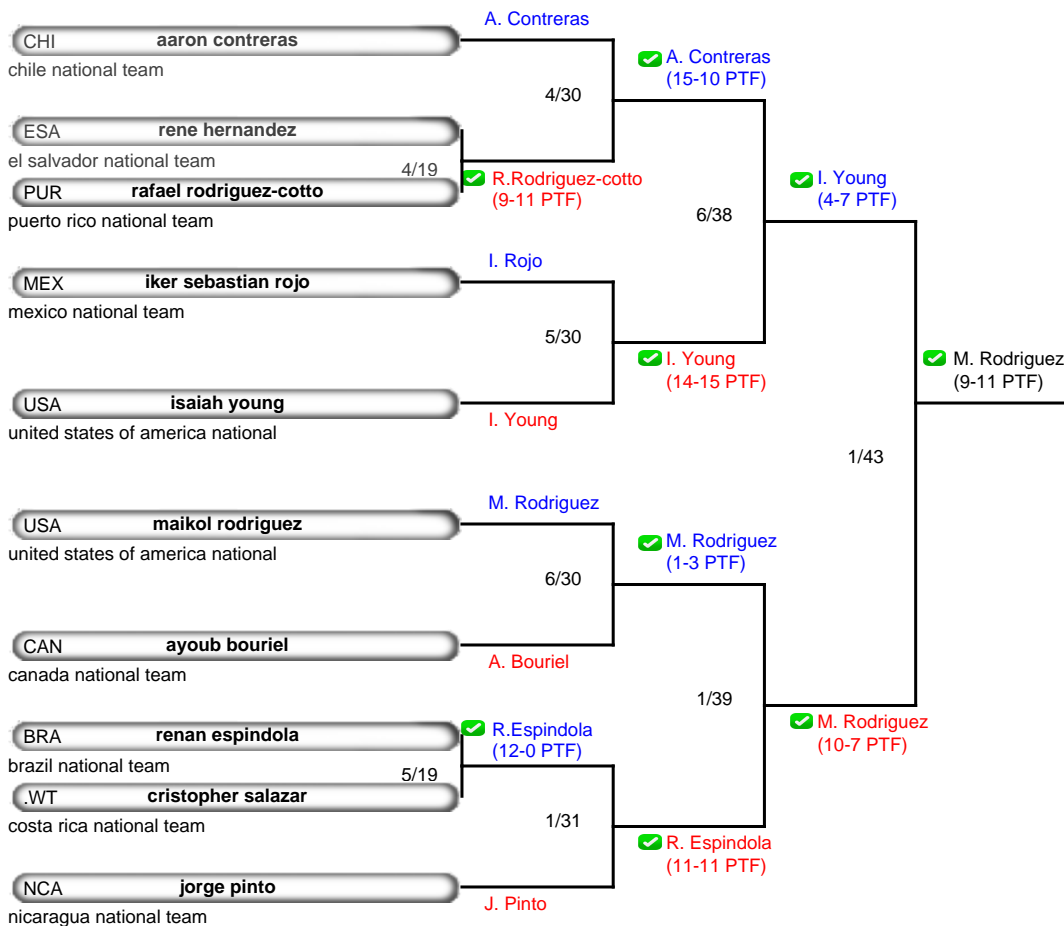 A. Contreras
CHI aaron contreras
chile national team
A. Contreras
(15-10 PTF)
4/30
ESA rene hernandez
el salvador national team
4/19
R.Rodriguez-cotto
(9-11 PTF)
PUR rafael rodriguez-cotto
puerto rico national team
I. Young
(4-7 PTF)
6/38
I. Rojo
MEX iker sebastian rojo
mexico national team
5/30
I. Young
(14-15 PTF)
M. Rodriguez
(9-11 PTF)
USA isaiah young
united states of america national
I. Young
1/43
M. Rodriguez
USA maikol rodriguez
united states of america national
M. Rodriguez
(1-3 PTF)
6/30
CAN ayoub bouriel
canada national team
A. Bouriel
1/39
M. Rodriguez
(10-7 PTF)
BRA renan espindola
brazil national team
R.Espindola
(12-0 PTF)
5/19
.WT cristopher salazar
costa rica national team
1/31
R. Espindola
(11-11 PTF)
NCA jorge pinto
nicaragua national team
J. Pinto